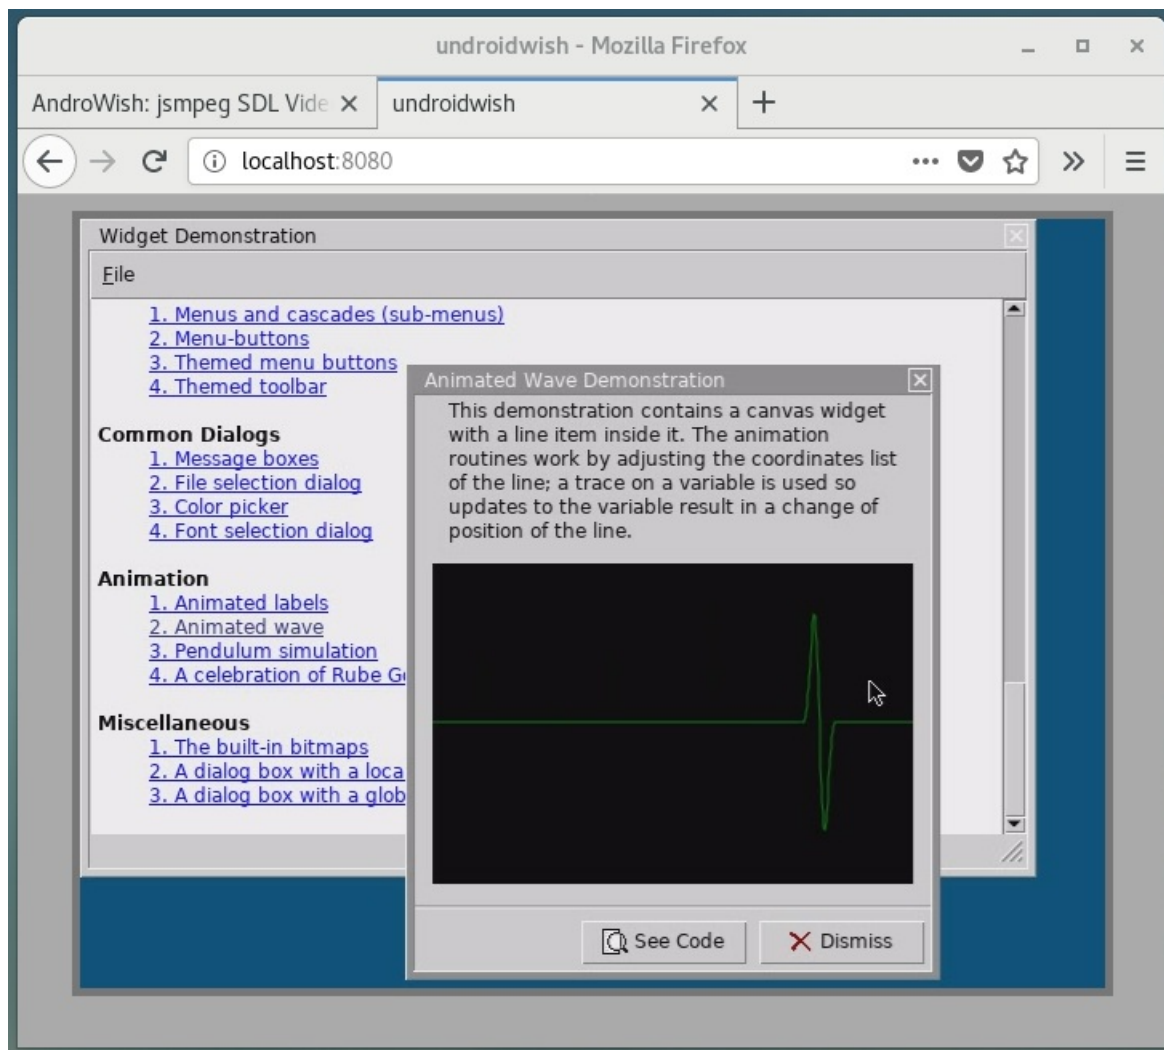 undroidwish - Mozilla Firefox
AndroWish: jsmpeg SDL Vide
undroidwish
localhost:8080
Widget Demonstration
File
1. Menus and cascades (sub-menus)
2. Menu-buttons
3. Themed menu buttons
4. Themed toolbar
Common Dialogs
1. Message boxes
2. File selection dialog
3. Color picker
4. Font selection dialog
Animation
1. Animated labels
2. Animated wave
3. Pendulum simulation
4. A celebration of Rube G
Miscellaneous
1. The built-in bitmaps
2. A dialog box with a loca
3. A dialog box with a glob
Animated Wave Demonstration
This demonstration contains a canvas widget
with a line item inside it. The animation
routines work by adjusting the coordinates list
of the line; a trace on a variable is used so
updates to the variable result in a change of
position of the line.
See Code
Dismiss